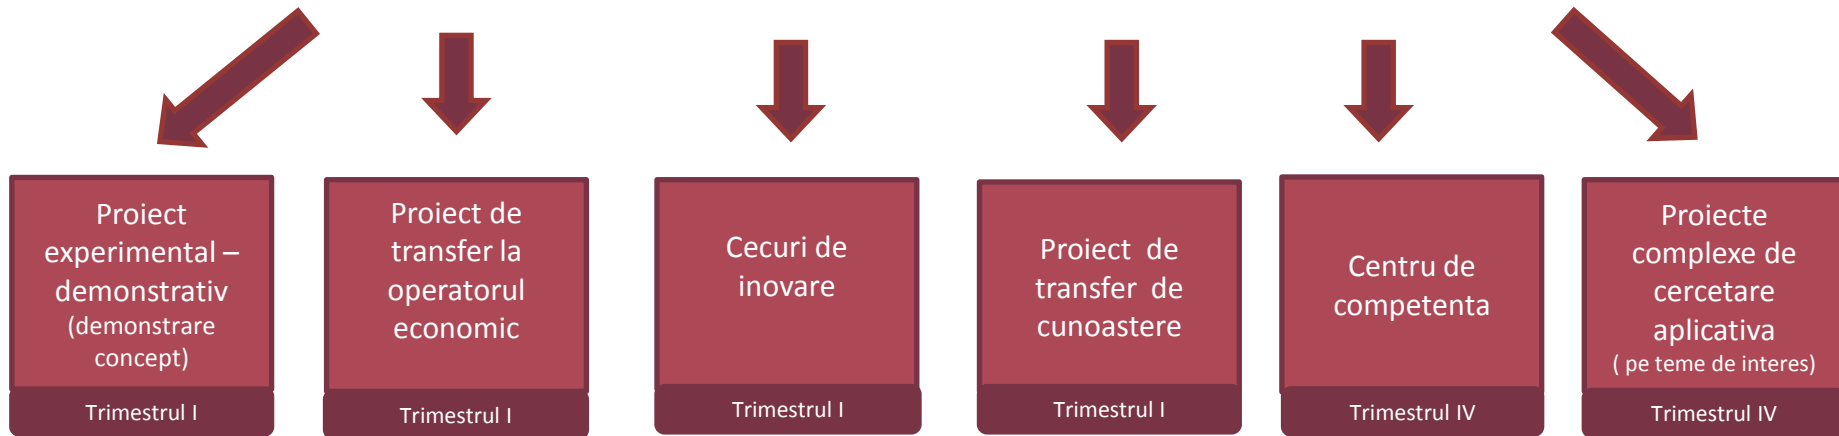 Proiect
experimental –
demonstrativ
(demonstrare
concept)
Trimestrul I
Proiect de
transfer la
operatorul
economic
Trimestrul I
Cecuri de
inovare
Trimestrul I
Proiect de
transfer de
cunoastere
Trimestrul I
Centru de
competenta
Trimestrul IV
Proiecte
complexe de
cercetare
aplicativa
( pe teme de interes)
Trimestrul IV